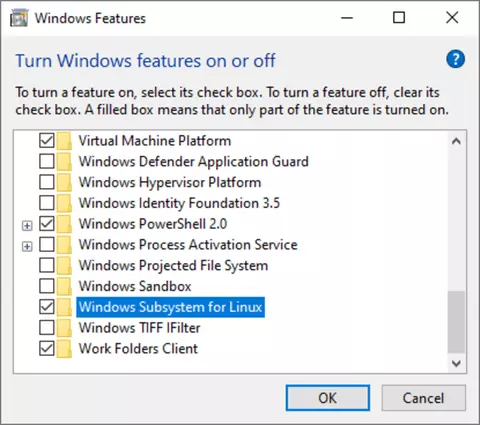 Windows Features
Turn Windows features on or off
To turn a feature on, select its check box. To turn a feature off, clear its
check box. A filled box means that only part of the feature is turned on.
Virtual Machine Platform
Windows Defender Application Guard
Windows Hypervisor Platform
Windows Identity Foundation 3.5
Windows PowerShell 2.0
Windows Process Activation Service
Windows Projected File System
Windows Sandbox
Windows Subsystem for Linux
Windows TIFF IFilter
Work Folders Client
OK Cancel